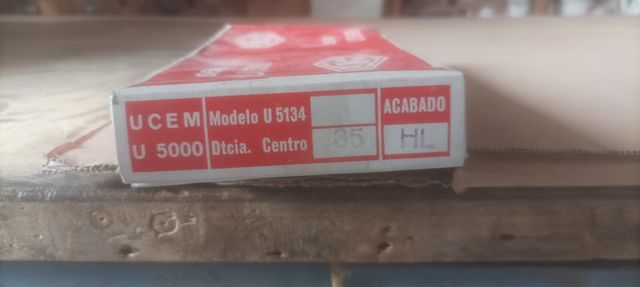 UCEM
U 5000
Modelo U 5134
Dtcia. Centro 35
ACABADO
HL